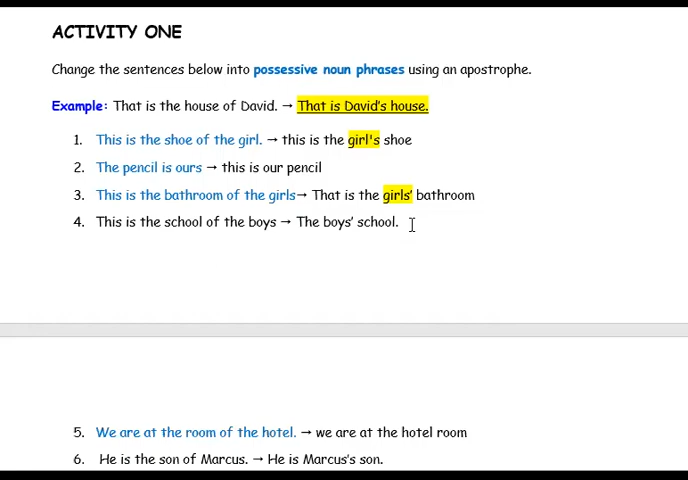 ACTIVITY ONE
Change the sentences below into possessive noun phrases using an apostrophe.
Example: That is the house of David. → That is David's house.
1. This is the shoe of the girl. → this is the girl's shoe
2. The pencil is ours → this is our pencil
3. This is the bathroom of the girls→ That is the girls' bathroom
4. This is the school of the boys → The boys' school.
5. We are at the room of the hotel. → we are at the hotel room
6. He is the son of Marcus. → He is Marcus's son.